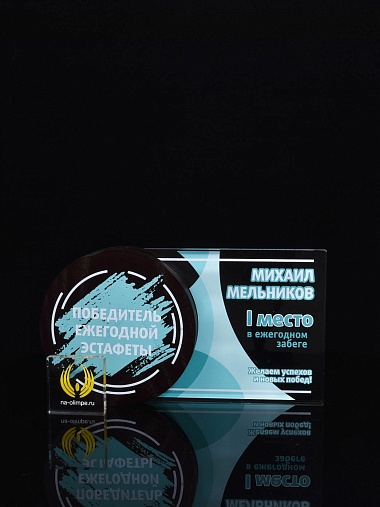 ПОБЕДИТЕЛЬ
ЕЖЕГОДНОЙ
ЭСТАФЕТЫ
na-olimpe.ru
МИХАИЛ
МЕЛЬНИКОВ
I место
в ежегодном
забеге
Желаем успехов
и новых побед!